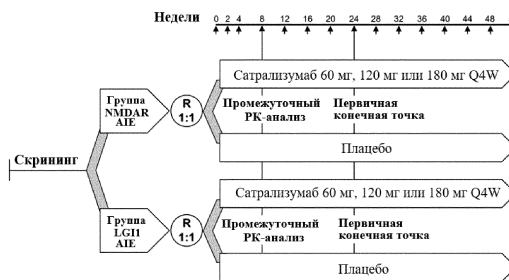 Недели
0 2 4 8 12 16 20 24 28 32 36 40 44 48
Сатрализумаб 60 мг, 120 мг или 180 мг Q4W
Группа
NMDAR
AIE
R
1:1
Промежуточный
РК-анализ
Первичная
конечная точка
Плацебо
Скрининг
Сатрализумаб 60 мг, 120 мг или 180 мг Q4W
Группа
LGI1
AIE
R
1:1
Промежуточный
РК-анализ
Первичная
конечная точка
Плацебо